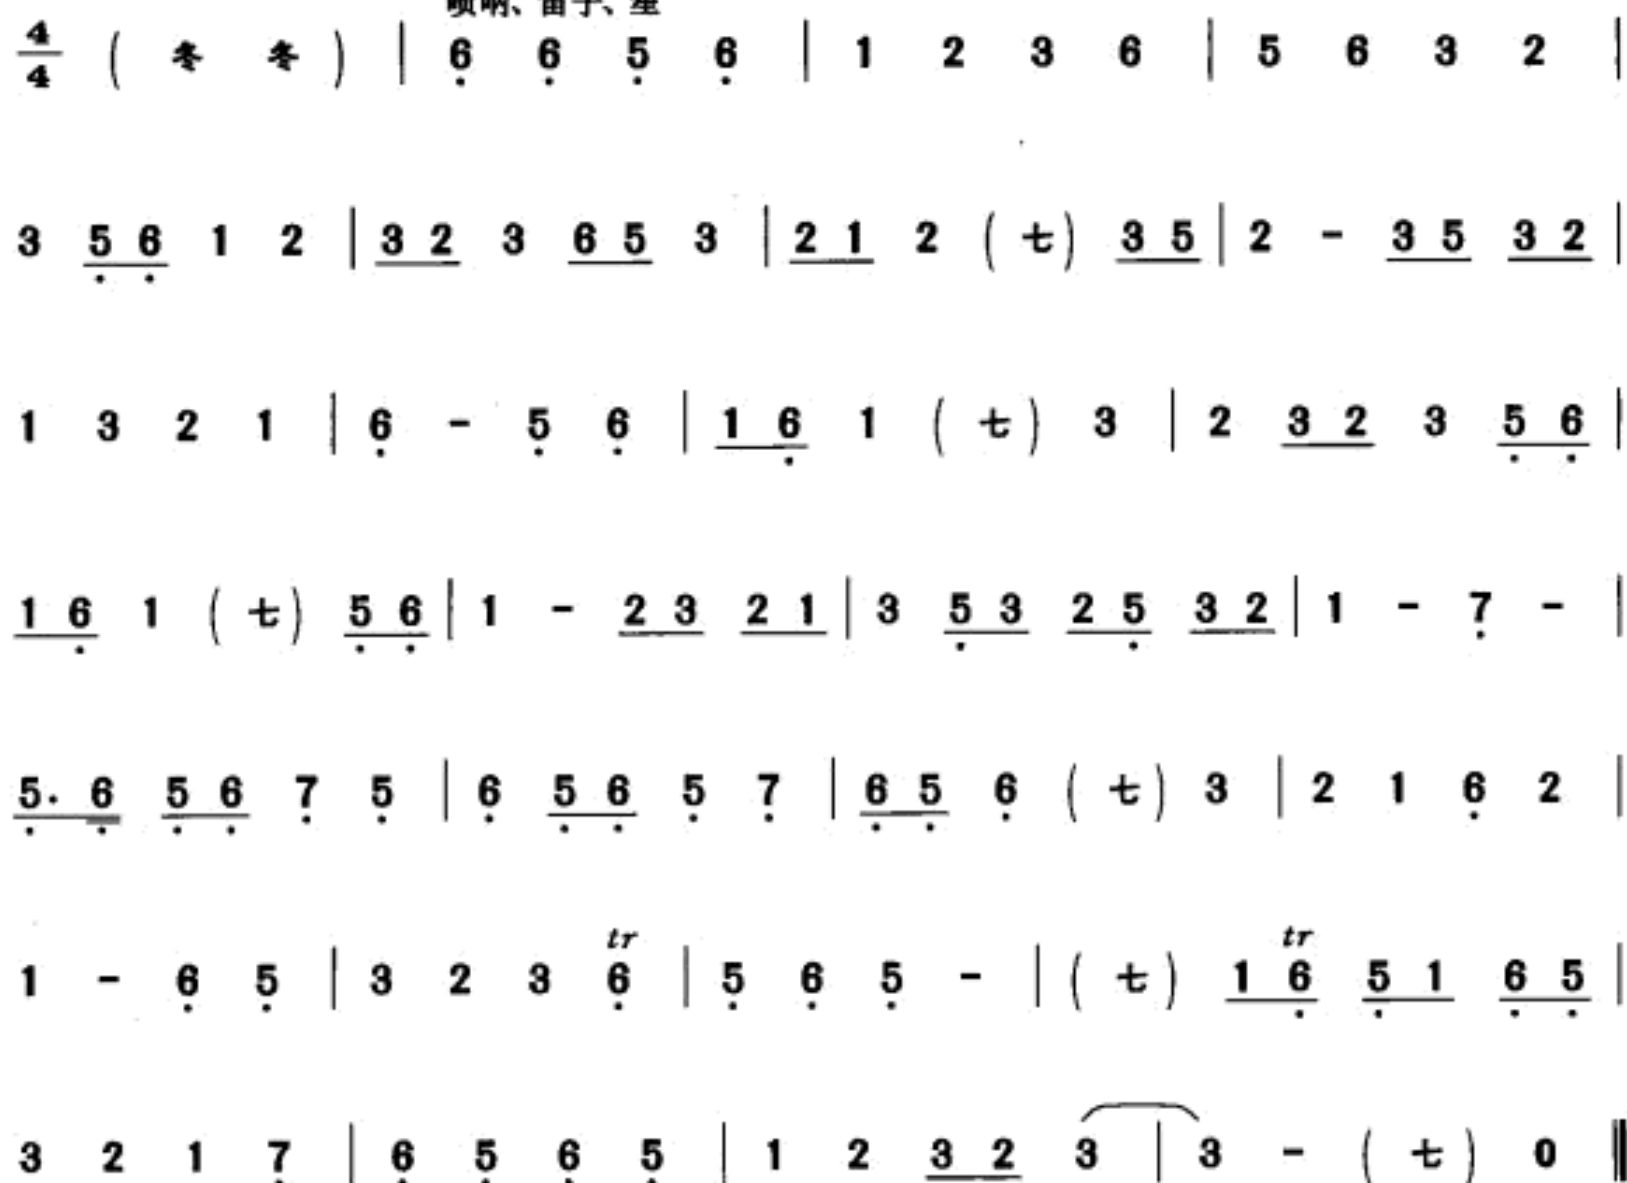 唢呐、笛子、笙
4/4 ( 冬 冬 ) | 6̣ 6̣ 5̣ 6̣ | 1 2 3 6 | 5 6 3 2 |
3 5̣ 6̣ 1 2 | 3 2 3 6 5 3 | 2 1 2 ( 七 ) 3 5 | 2 - 3 5 3 2 |
1 3 2 1 | 6̣ - 5̣ 6̣ | 1 6̣ 1 ( 七 ) 3 | 2 3 2 3 5̣ 6̣ |
1 6̣ 1 ( 七 ) 5̣ 6̣ | 1 - 2 3 2 1 | 3 5̣ 3 2 5̣ 3 2 | 1 - 7̣ - |
5̣. 6̣ 5̣ 6̣ 7̣ 5̣ | 6̣ 5̣ 6̣ 5̣ 7̣ | 6̣ 5̣ 6̣ ( 七 ) 3 | 2 1 6̣ 2 |
tr tr
1 - 6̣ 5̣ | 3 2 3 6̣ | 5̣ 6̣ 5̣ - | ( 七 ) 1 6̣ 5̣ 1 6̣ 5̣ |
3 2 1 7̣ | 6̣ 5̣ 6̣ 5̣ | 1 2 3 2 3 | 3 - ( 七 ) 0 ‖